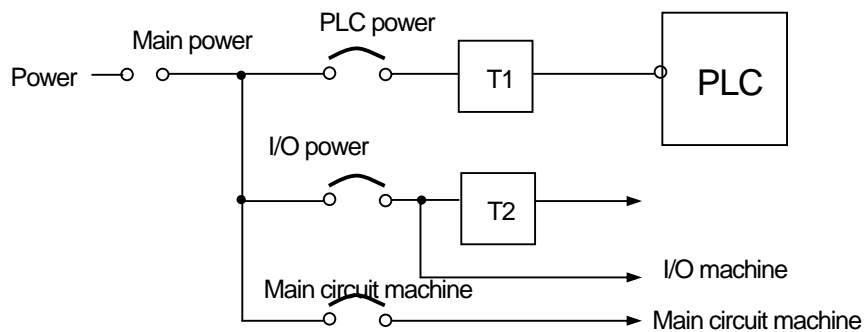 PLC power
Main power
Power
T1
PLC
I/O power
T2
I/O machine
Main circuit machine
Main circuit machine